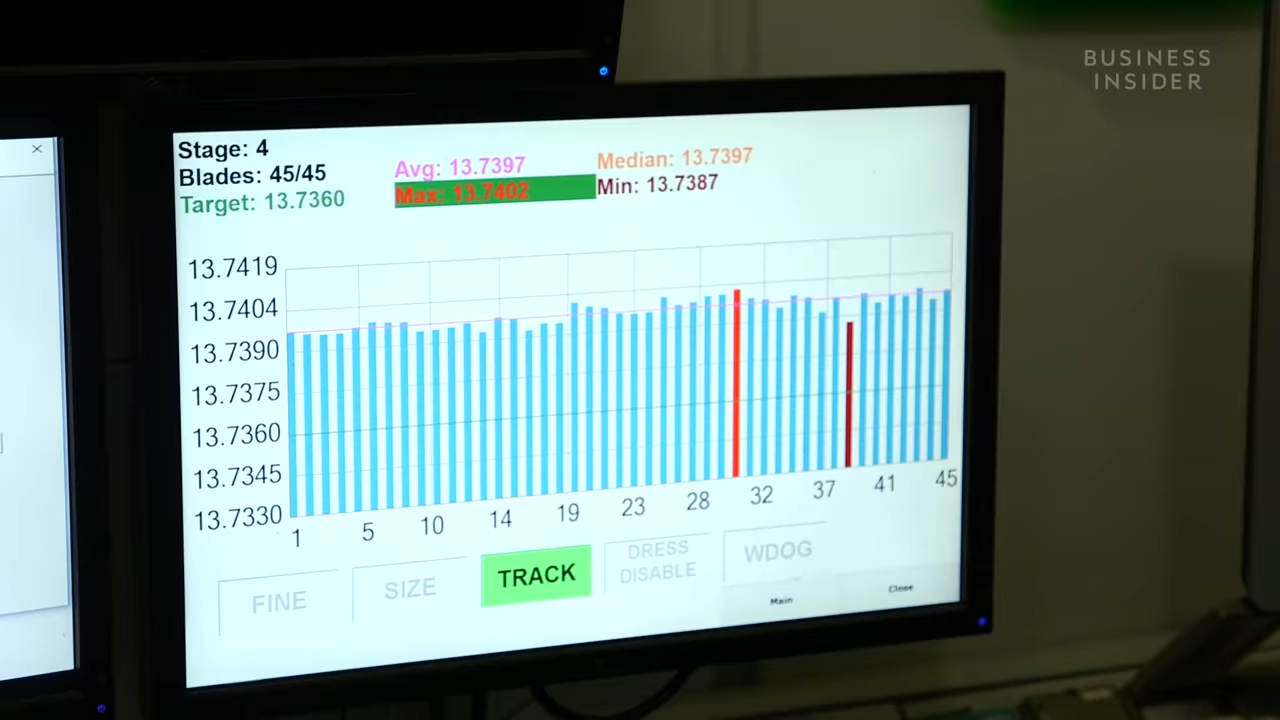 BUSINESS
INSIDER
×
Stage: 4
Blades: 45/45
Target: 13.7360
Avg: 13.7397
Max: 13.7402
Median: 13.7397
Min: 13.7387
13.7419
13.7404
13.7390
13.7375
13.7360
13.7345
13.7330
1 5 10 14 19 23 28 32 37 41 45
FINE
SIZE
TRACK
DRESS
DISABLE
WDOG
Main
Close